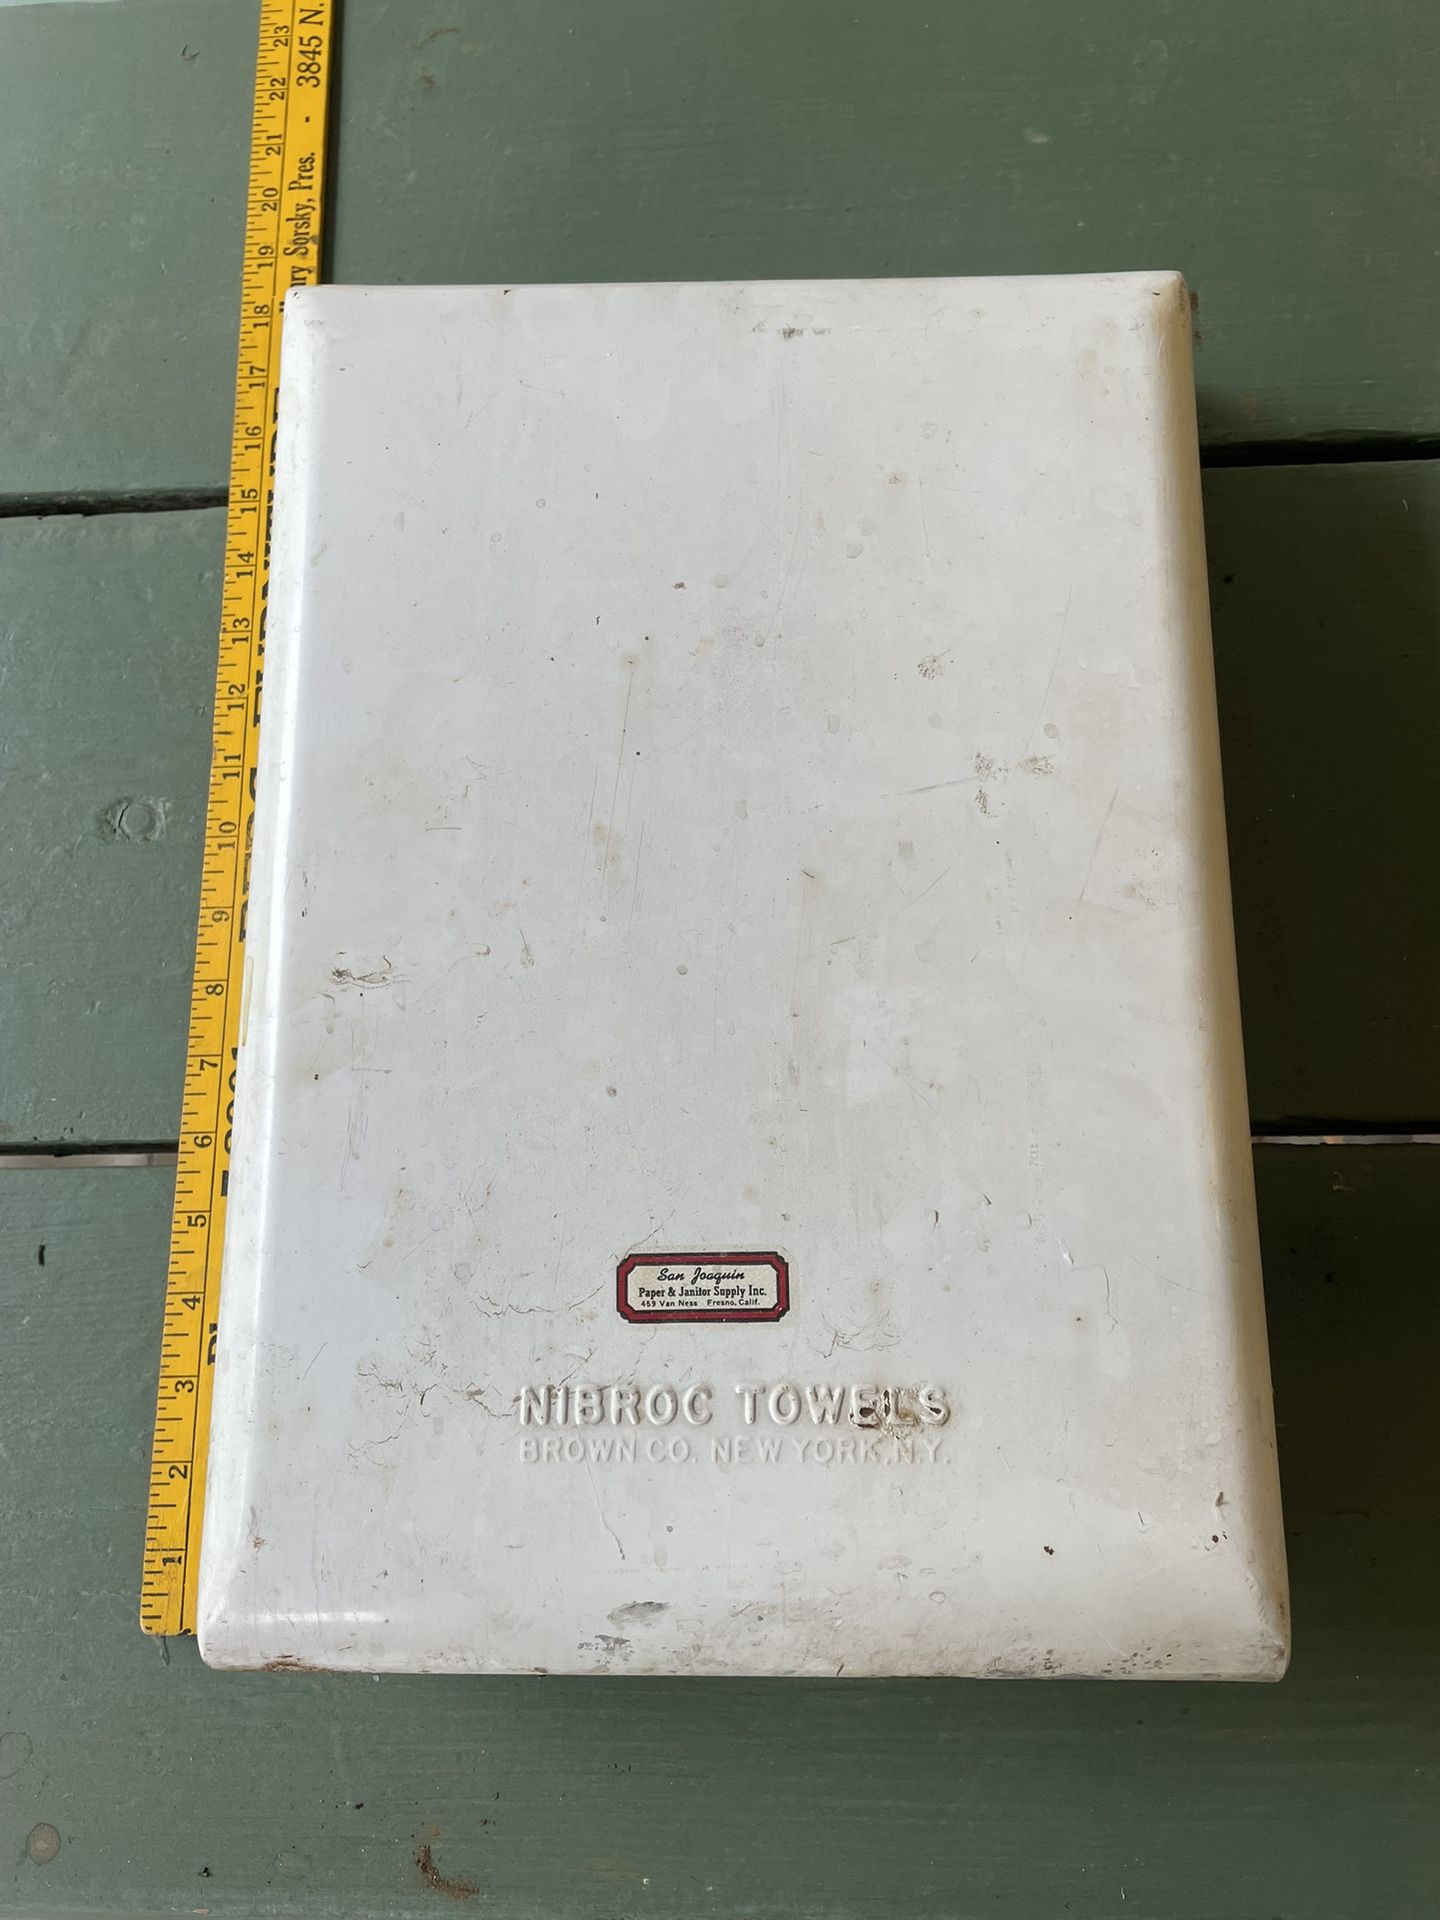 San Joaquin
Paper & Janitor Supply Inc.
459 Van Ness Fresno, Calif.
NIBROC TOWELS
BROWN CO. NEW YORK, N.Y.
Sorsky, Pres. - 3845 N.
1 2 3 4 5 6 7 8 9 10 11 12 13 14 15 16 17 18 19 20 21 22 23